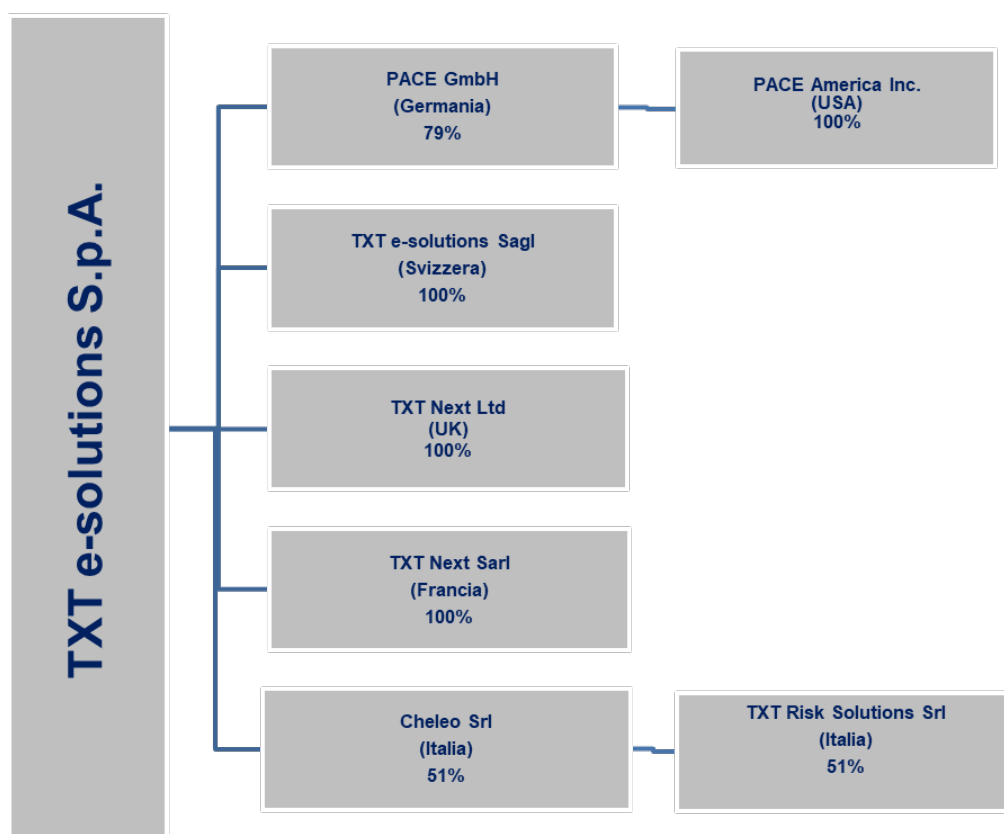 TXT e-solutions S.p.A.
PACE GmbH
(Germania)
79%
PACE America Inc.
(USA)
100%
TXT e-solutions Sagl
(Svizzera)
100%
TXT Next Ltd
(UK)
100%
TXT Next Sarl
(Francia)
100%
Cheleo Srl
(Italia)
51%
TXT Risk Solutions Srl
(Italia)
51%